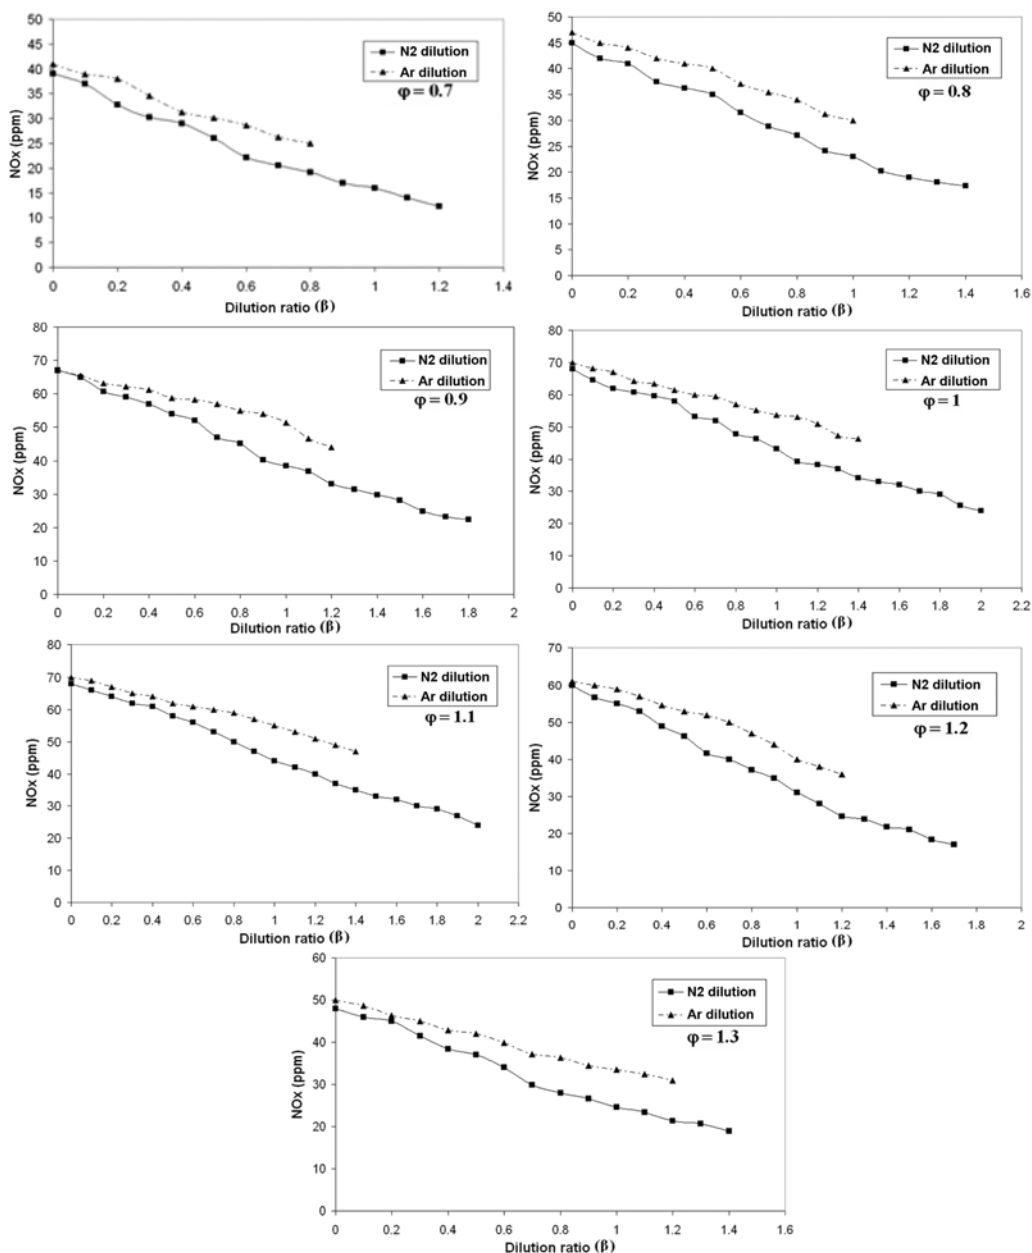 50
45
40
35
30
25
20
15
10
5
0
NOx (ppm)
N2 dilution
Ar dilution
φ = 0.7
0 0.2 0.4 0.6 0.8 1 1.2 1.4
Dilution ratio (β)
50
45
40
35
30
25
20
15
10
5
0
NOx (ppm)
N2 dilution
Ar dilution
φ = 0.8
0 0.2 0.4 0.6 0.8 1 1.2 1.4 1.6
Dilution ratio (β)
80
70
60
50
40
30
20
10
0
NOx (ppm)
N2 dilution
Ar dilution
φ = 0.9
0 0.2 0.4 0.6 0.8 1 1.2 1.4 1.6 1.8 2
Dilution ratio (β)
80
70
60
50
40
30
20
10
0
NOx (ppm)
N2 dilution
Ar dilution
φ = 1
0 0.2 0.4 0.6 0.8 1 1.2 1.4 1.6 1.8 2 2.2
Dilution ratio (β)
80
70
60
50
40
30
20
10
0
NOx (ppm)
N2 dilution
Ar dilution
φ = 1.1
0 0.2 0.4 0.6 0.8 1 1.2 1.4 1.6 1.8 2 2.2
Dilution ratio (β)
70
60
50
40
30
20
10
0
NOx (ppm)
N2 dilution
Ar dilution
φ = 1.2
0 0.2 0.4 0.6 0.8 1 1.2 1.4 1.6 1.8 2
Dilution ratio (β)
60
50
40
30
20
10
0
NOx (ppm)
N2 dilution
Ar dilution
φ = 1.3
0 0.2 0.4 0.6 0.8 1 1.2 1.4 1.6
Dilution ratio (β)